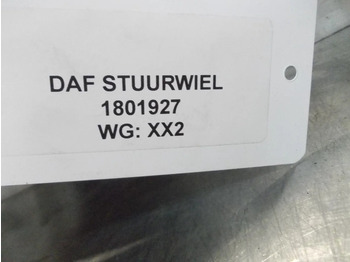 DAF STUURWIEL
1801927
WG: XX2